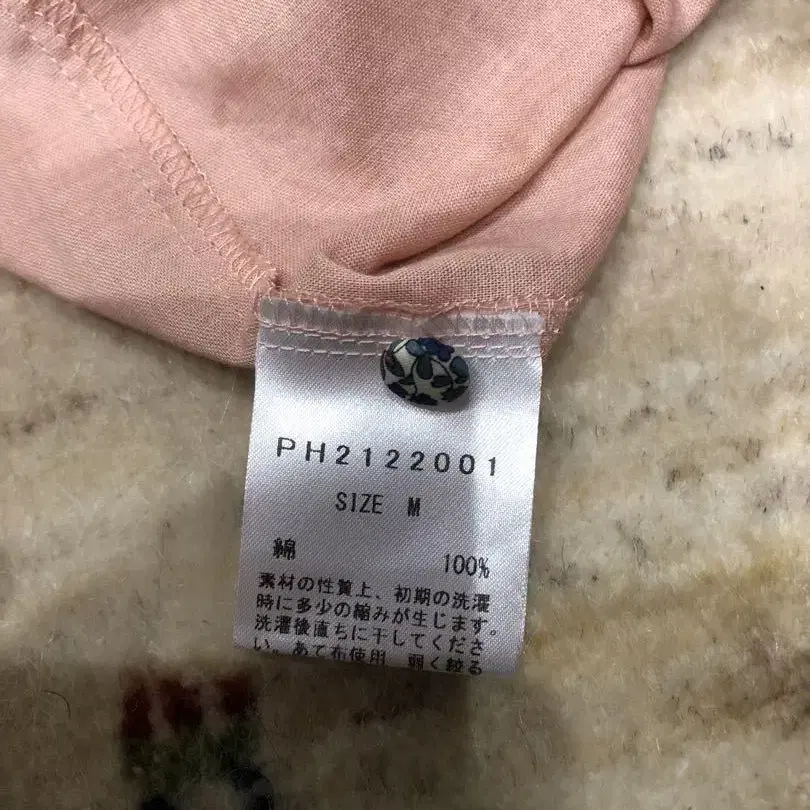 PH2122001
SIZE M
綿 100%
素材の性質上、初期の洗濯
時に多少の縮みが生じます。
洗濯後直ちに干してくださ
い。あて布使用 弱く絞る